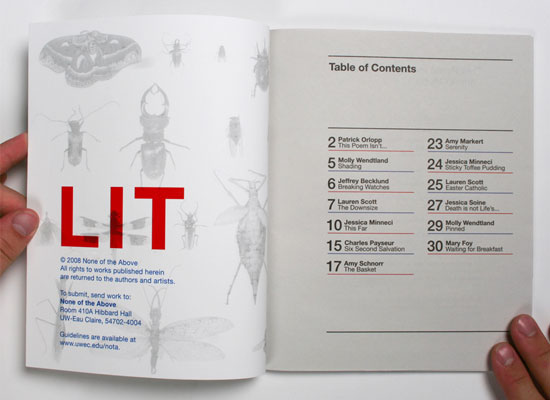 LIT
© 2008 None of the Above
All rights to works published herein
are returned to the authors and artists.
To submit, send work to:
None of the Above
Room 410A Hibbard Hall
UW-Eau Claire, 54702-4004
Guidelines are available at
www.uwec.edu/nota.
Table of Contents
2 Patrick Orlopp
This Poem Isn't...
5 Molly Wendtland
Shading
6 Jeffrey Becklund
Breaking Watches
7 Lauren Scott
The Downsize
10 Jessica Minneci
This Far
15 Charles Payseur
Six Second Salvation
17 Amy Schnorr
The Basket
23 Amy Markert
Serenity
24 Jessica Minneci
Sticky Toffee Pudding
25 Lauren Scott
Easter Catholic
27 Jessica Soine
Death is not Life's...
29 Molly Wendtland
Pinned
30 Mary Foy
Waiting for Breakfast